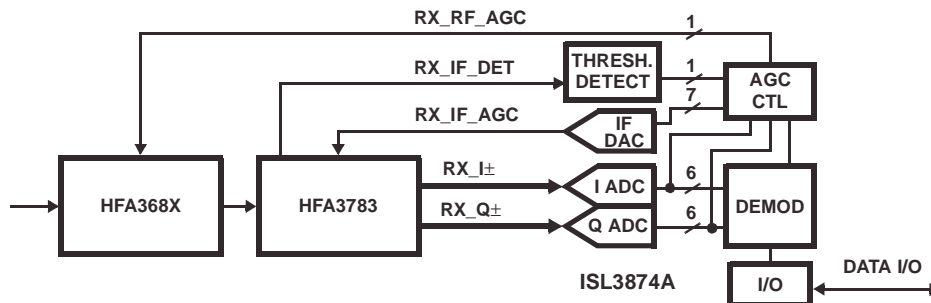 RX_RF_AGC
1
RX_IF_DET
THRESH.
DETECT
1
AGC
CTL
7
RX_IF_AGC
IF
DAC
RX_I±
I ADC
6
HFA368X
HFA3783
DEMOD
RX_Q±
Q ADC
6
ISL3874A
I/O
DATA I/O